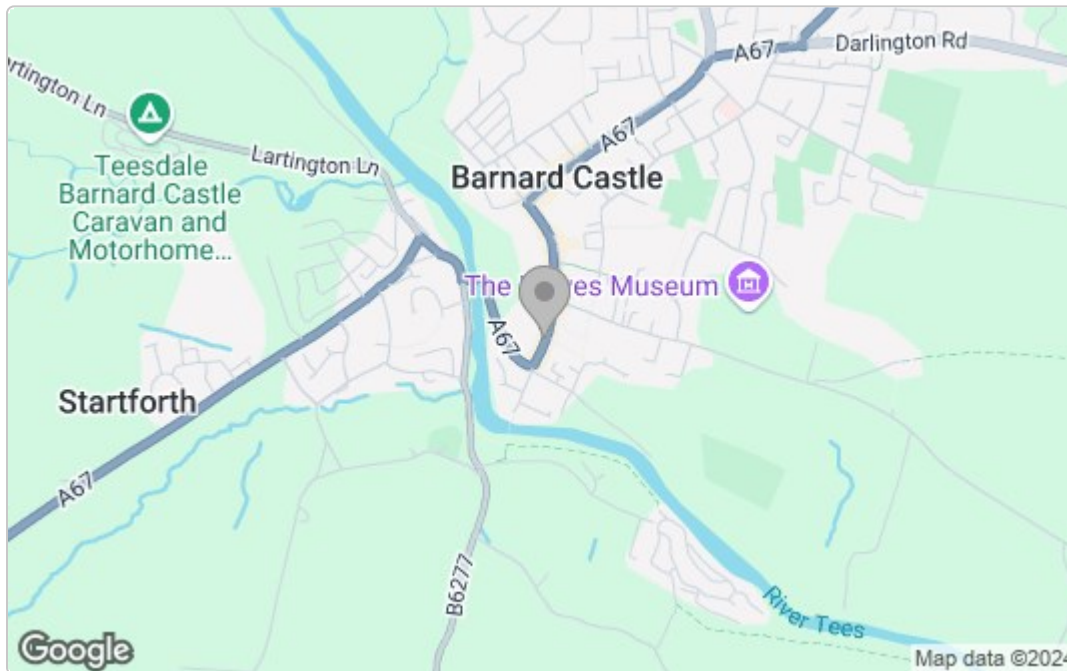 A67
Darlington Rd
Lartington Ln
A67
Lartington Ln
Teesdale
Barnard Castle
Caravan and
Motorhome...
Barnard Castle
The Museum
A67
Startforth
A67
B6277
River Tees
Google
Map data ©2024